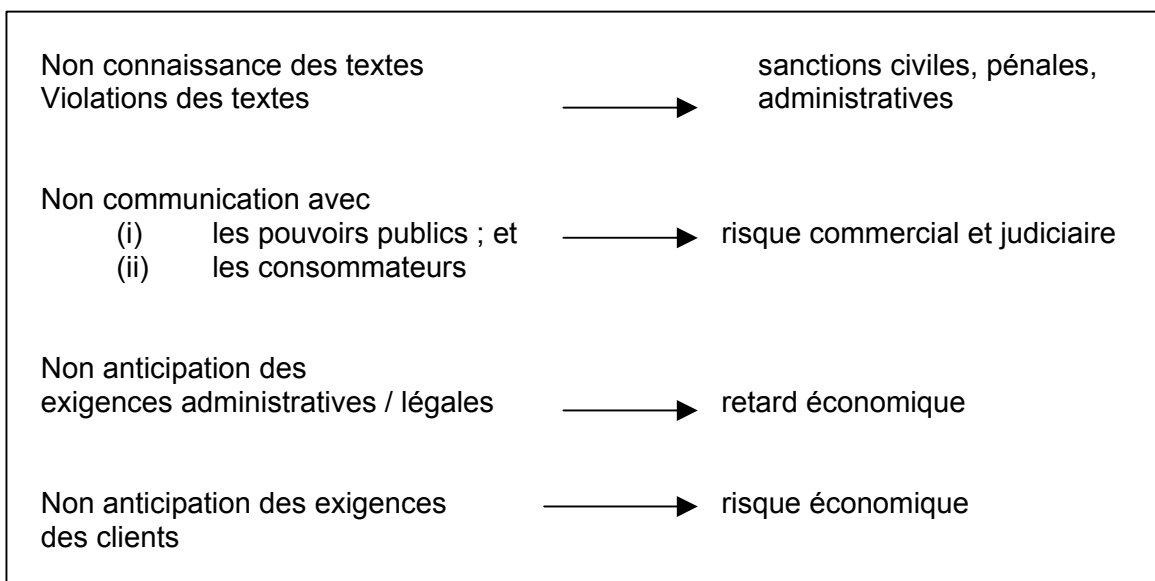 Non connaissance des textes sanctions civiles, pénales,
Violations des textes administratives
Non communication avec
(i) les pouvoirs publics ; et risque commercial et judiciaire
(ii) les consommateurs
Non anticipation des
exigences administratives / légales retard économique
Non anticipation des exigences risque économique
des clients